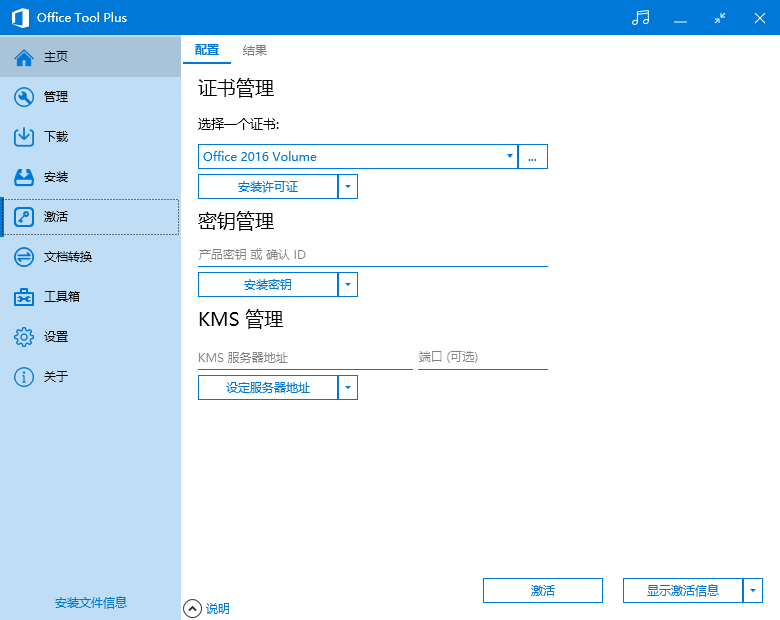 Office Tool Plus
主页
管理
下载
安装
激活
文档转换
工具箱
设置
关于
安装文件信息
配置 结果
证书管理
选择一个证书:
Office 2016 Volume ...
安装许可证
密钥管理
产品密钥 或 确认 ID
安装密钥
KMS 管理
KMS 服务器地址 端口 (可选)
设定服务器地址
激活 显示激活信息
说明